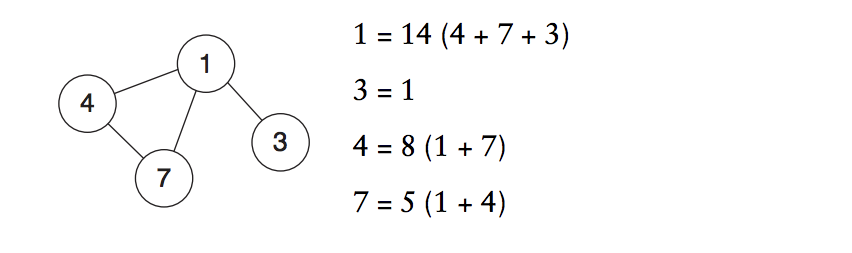 1
4
3
7
1 = 14 (4 + 7 + 3)
3 = 1
4 = 8 (1 + 7)
7 = 5 (1 + 4)